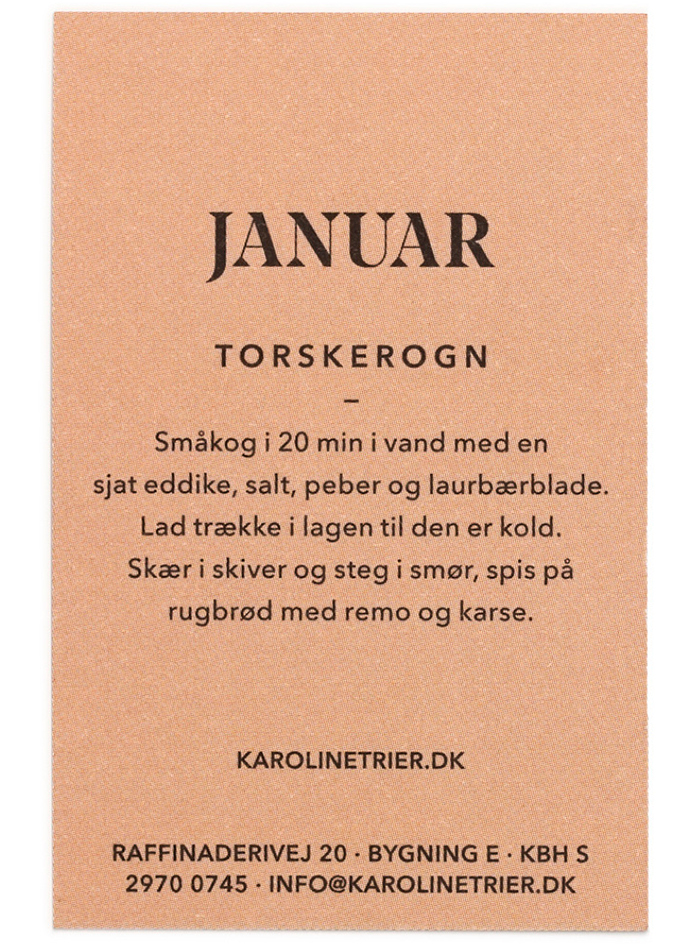 JANUAR
TORSKEROGN
–
Småkog i 20 min i vand med en
sjat eddike, salt, peber og laurbærblade.
Lad trække i lagen til den er kold.
Skær i skiver og steg i smør, spis på
rugbrød med remo og karse.
KAROLINETRIER.DK
RAFFINADERIVEJ 20 · BYGNING E · KBH S
2970 0745 · INFO@KAROLINETRIER.DK